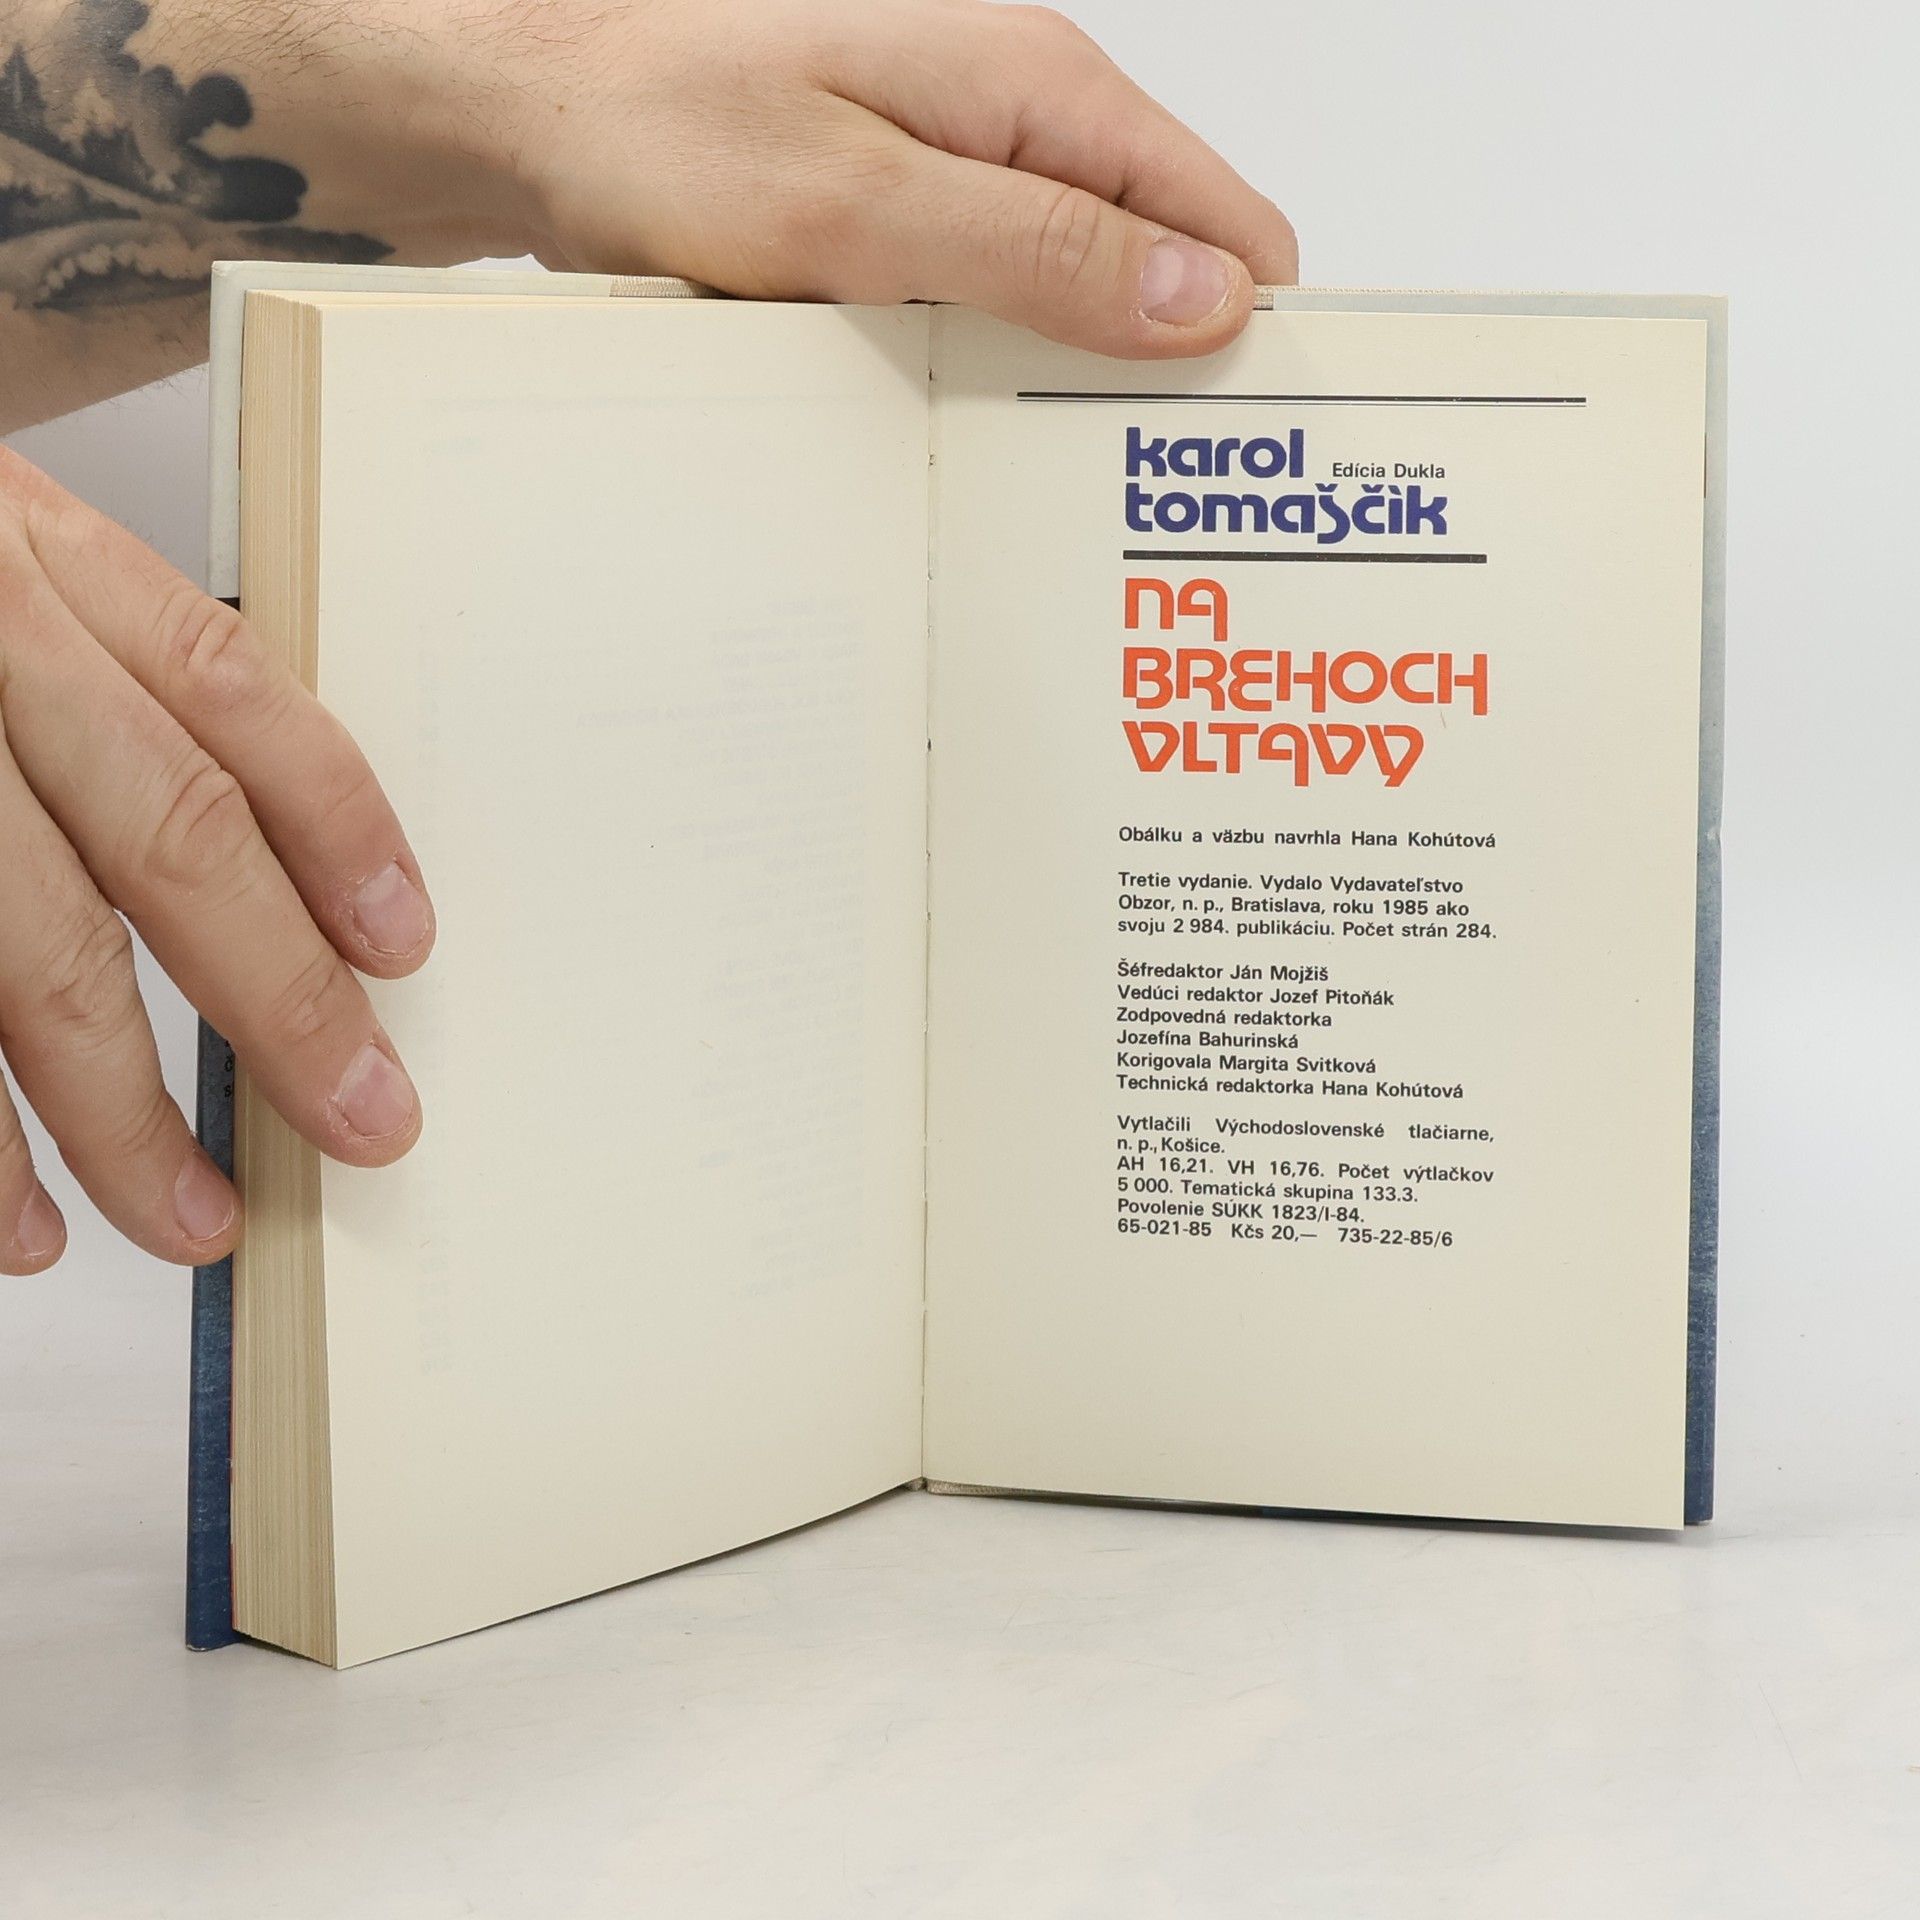 karol
Edícia Dukla
tomaščik
NA
BREHOCH
VLTAVY
Obálku a väzbu navrhla Hana Kohútová
Tretie vydanie. Vydalo Vydavateľstvo
Obzor, n. p., Bratislava, roku 1985 ako
svoju 2 984. publikáciu. Počet strán 284.
Šéfredaktor Ján Mojžiš
Vedúci redaktor Jozef Pitoňák
Zodpovedná redaktorka
Jozefína Bahurinská
Korigovala Margita Svitková
Technická redaktorka Hana Kohútová
Vytlačili Východoslovenské tlačiarne,
n. p., Košice.
AH 16,21. VH 16,76. Počet výtlačkov
5 000. Tematická skupina 133.3.
Povolenie SÚKK 1823/I-84.
65-021-85 Kčs 20,— 735-22-85/6